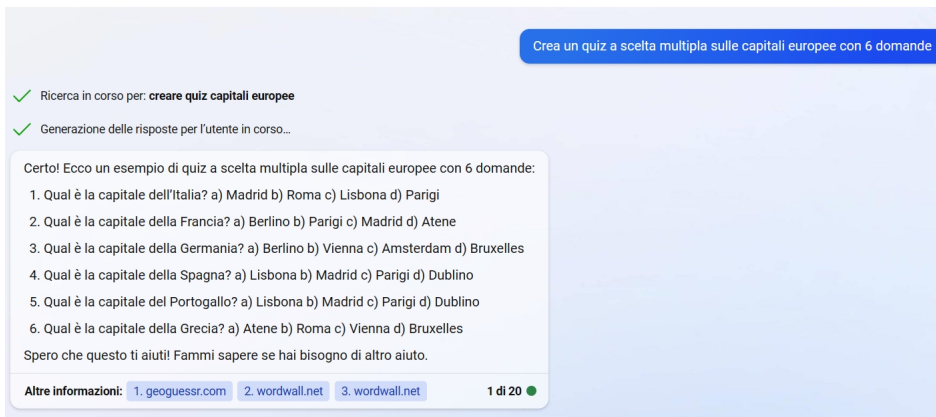 Crea un quiz a scelta multipla sulle capitali europee con 6 domande
Ricerca in corso per: creare quiz capitali europee
Generazione delle risposte per l'utente in corso...
Certo! Ecco un esempio di quiz a scelta multipla sulle capitali europee con 6 domande:
1. Qual è la capitale dell'Italia? a) Madrid b) Roma c) Lisbona d) Parigi
2. Qual è la capitale della Francia? a) Berlino b) Parigi c) Madrid d) Atene
3. Qual è la capitale della Germania? a) Berlino b) Vienna c) Amsterdam d) Bruxelles
4. Qual è la capitale della Spagna? a) Lisbona b) Madrid c) Parigi d) Dublino
5. Qual è la capitale del Portogallo? a) Lisbona b) Madrid c) Parigi d) Dublino
6. Qual è la capitale della Grecia? a) Atene b) Roma c) Vienna d) Bruxelles
Spero che questo ti aiuti! Fammi sapere se hai bisogno di altro aiuto.
Altre informazioni: 1. geoguessr.com 2. wordwall.net 3. wordwall.net 1 di 20